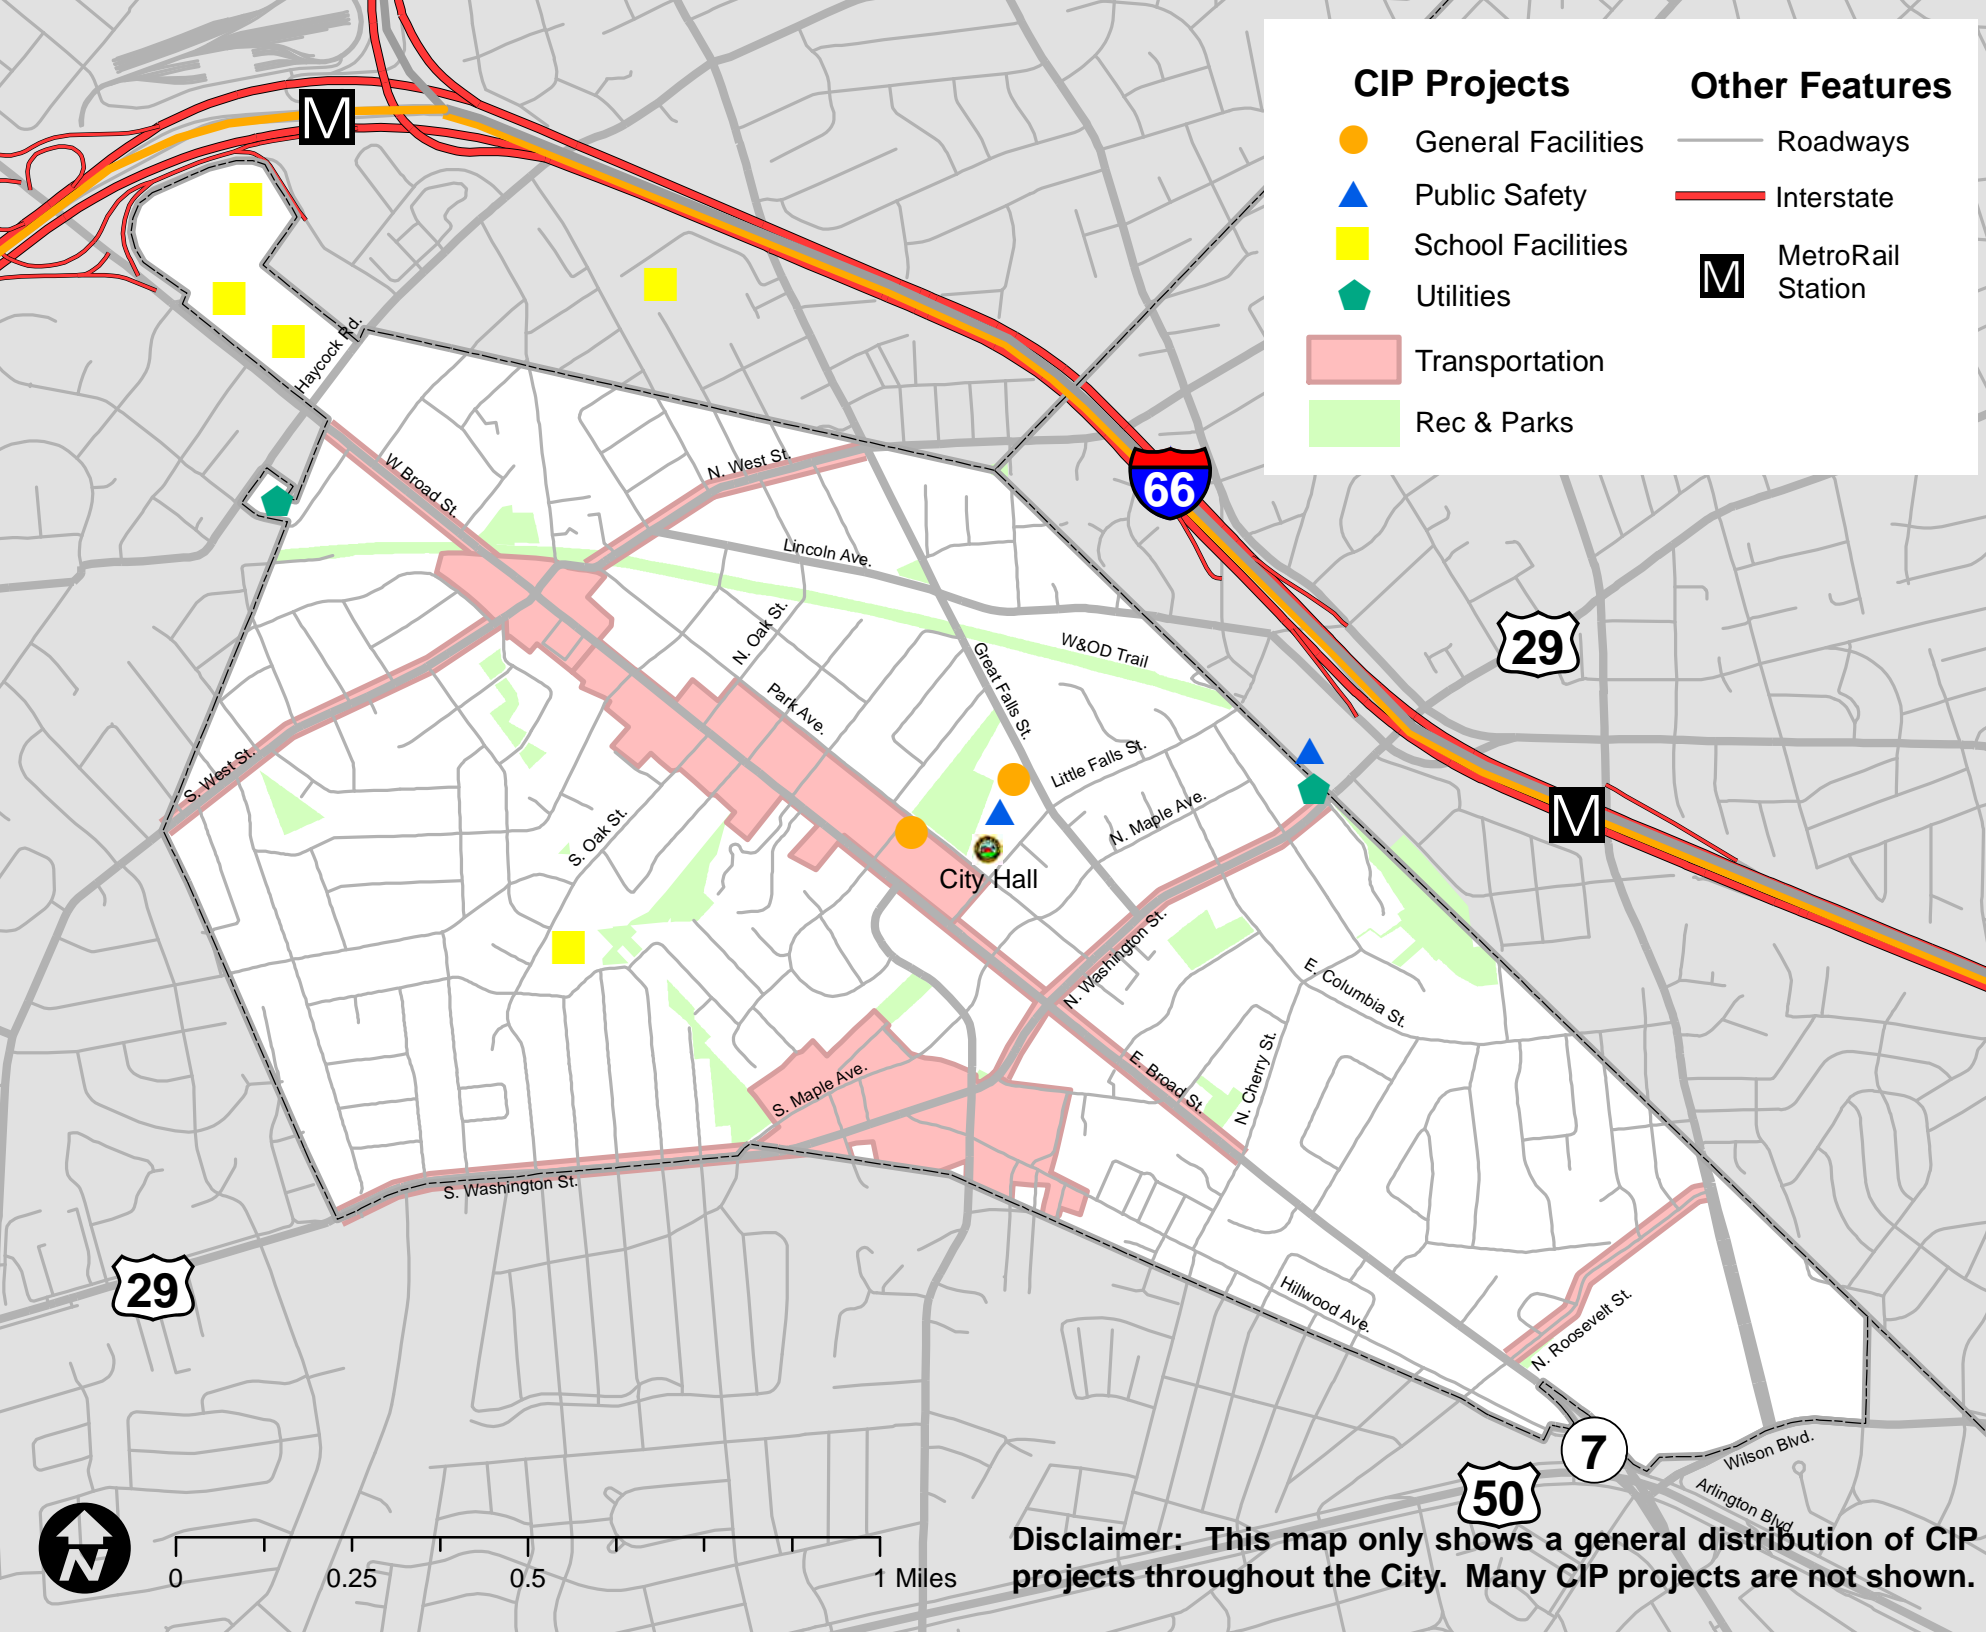 CIP Projects
General Facilities
Public Safety
School Facilities
Utilities
Transportation
Rec & Parks
Other Features
Roadways
Interstate
M
MetroRail
Station
M
Haycock Rd.
W Broad St.
N. West St.
66
Lincoln Ave.
N. Oak St.
W&OD Trail
29
Great Falls St.
Park Ave.
Little Falls St.
S. West St.
N. Maple Ave.
M
S. Oak St.
City Hall
N. Washington St.
E. Columbia St.
N. Cherry St.
E. Broad St.
S. Maple Ave.
S. Washington St.
29
Hillwood Ave.
N. Roosevelt St.
7
Wilson Blvd.
50
Arlington Blvd.
N
0
0.25
0.5
1 Miles
Disclaimer: This map only shows a general distribution of CIP
projects throughout the City. Many CIP projects are not shown.